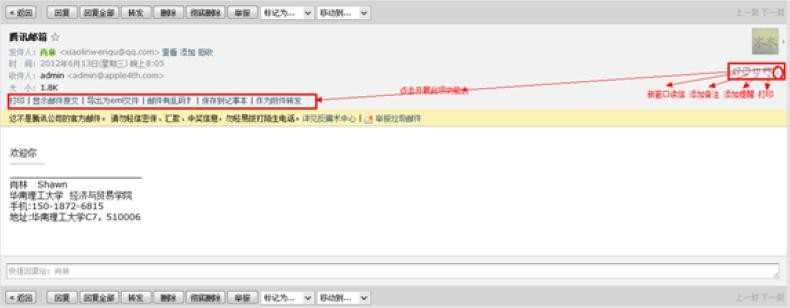 « 返回 回复 回复全部 转发 删除 彻底删除 举报 标记为... 移动到... 上一封 下一封
腾讯邮箱 ☆
发件人：肖林 <xiaolinwenqu@qq.com> 查看 添加 拒收
时 间：2012年6月13日(星期三) 晚上8:05
收件人：admin <admin@apple4th.com>
大 小：1.8K
打印 | 显示邮件原文 | 导出为eml文件 | 邮件有乱码？ | 保存到记事本 | 作为附件转发
新窗口读信 添加备注 添加提醒 打印
这不是腾讯公司的官方邮件。 请勿轻信密保、汇款、中奖信息，勿轻易拨打陌生电话。 详见反骗术中心 | 举报垃圾邮件
欢迎你
肖林 Shawn
华南理工大学 经济与贸易学院
手机:150-1872-6815
地址:华南理工大学C7, 510006
快捷回复给：肖林
« 返回 回复 回复全部 转发 删除 彻底删除 举报 标记为... 移动到... 上一封 下一封